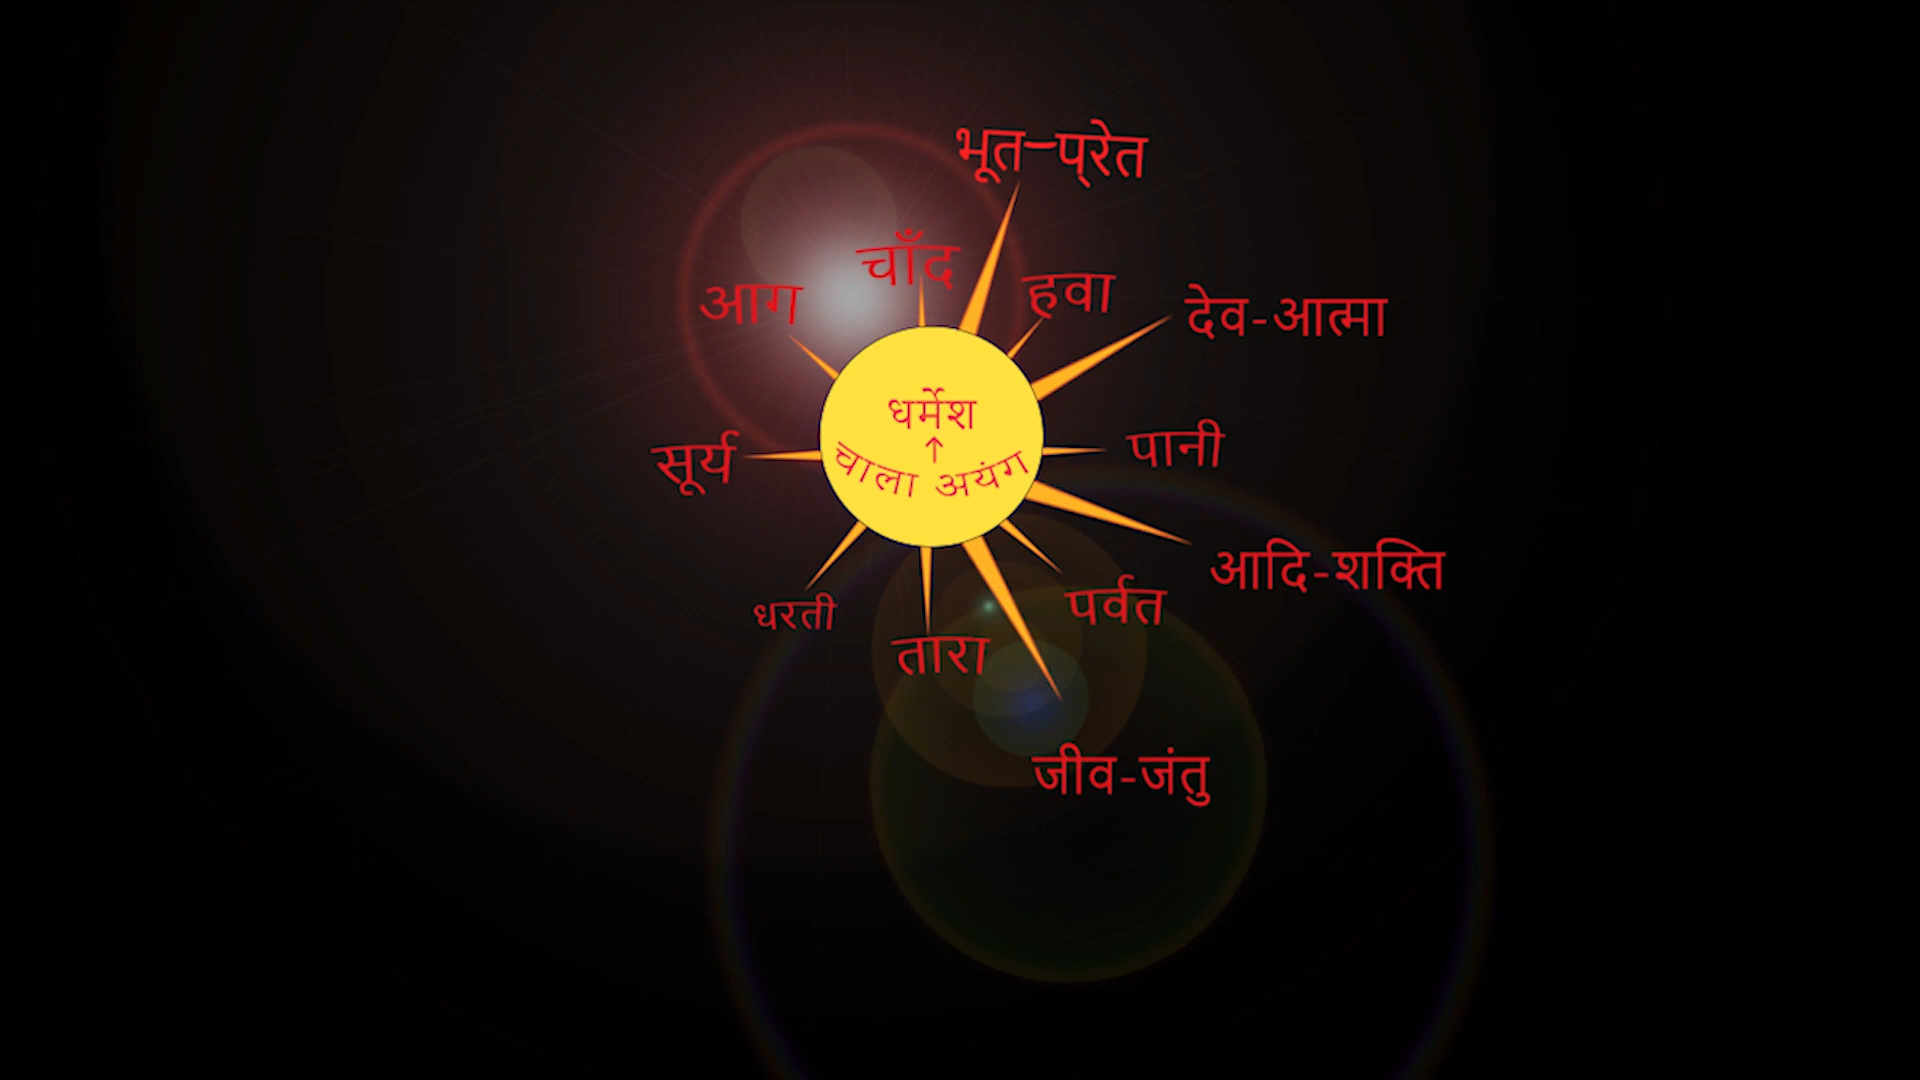 भूत-प्रेत
चाँद
हवा
आग
देव-आत्मा
धर्मेश
↑
चाला अयंग
सूर्य
पानी
आदि-शक्ति
धरती
पर्वत
तारा
जीव-जंतु